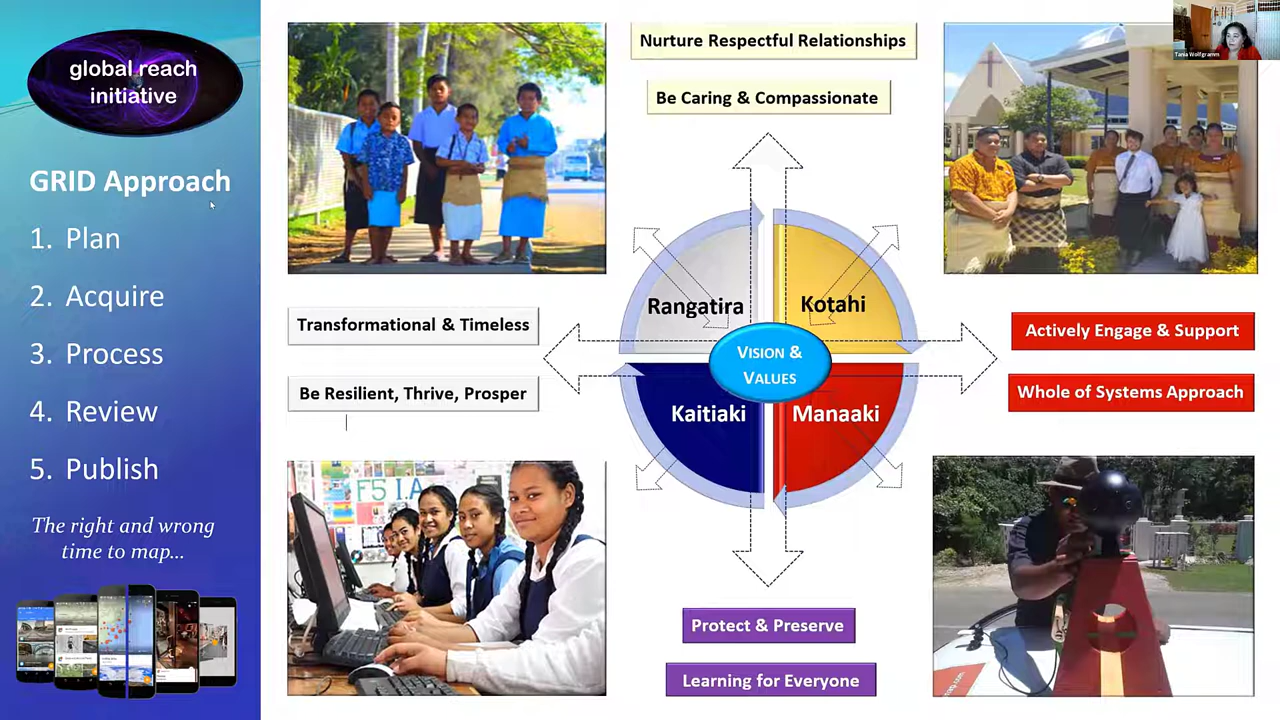 global reach
initiative
GRID Approach
1. Plan
2. Acquire
3. Process
4. Review
5. Publish
The right and wrong
time to map...
Nurture Respectful Relationships
Be Caring & Compassionate
Tania Wolfgramm
Transformational & Timeless
Be Resilient, Thrive, Prosper
Rangatira
Kotahi
VISION &
VALUES
Kaitiaki
Manaaki
Actively Engage & Support
Whole of Systems Approach
F5 I.A
Protect & Preserve
Learning for Everyone